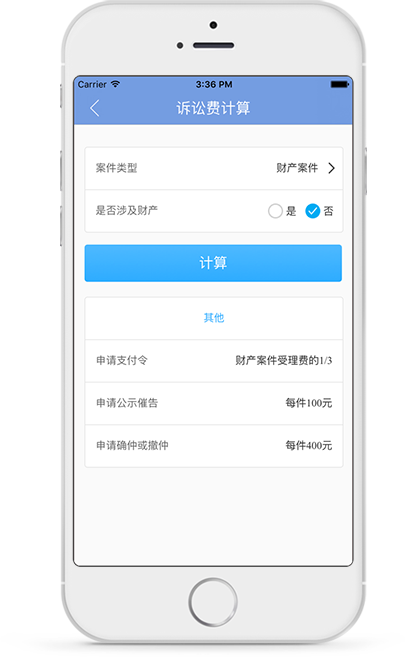 Carrier 3:36 PM
诉讼费计算
案件类型 财产案件
是否涉及财产 是 否
计算
其他
申请支付令 财产案件受理费的1/3
申请公示催告 每件100元
申请确仲或撤仲 每件400元